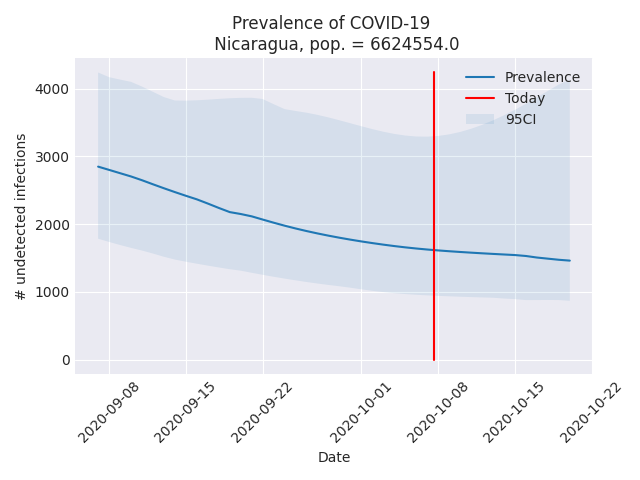 Prevalence of COVID-19
Nicaragua, pop. = 6624554.0
Prevalence
Today
95CI
# undetected infections
4000
3000
2000
1000
0
2020-09-08
2020-09-15
2020-09-22
2020-10-01
2020-10-08
2020-10-15
2020-10-22
Date